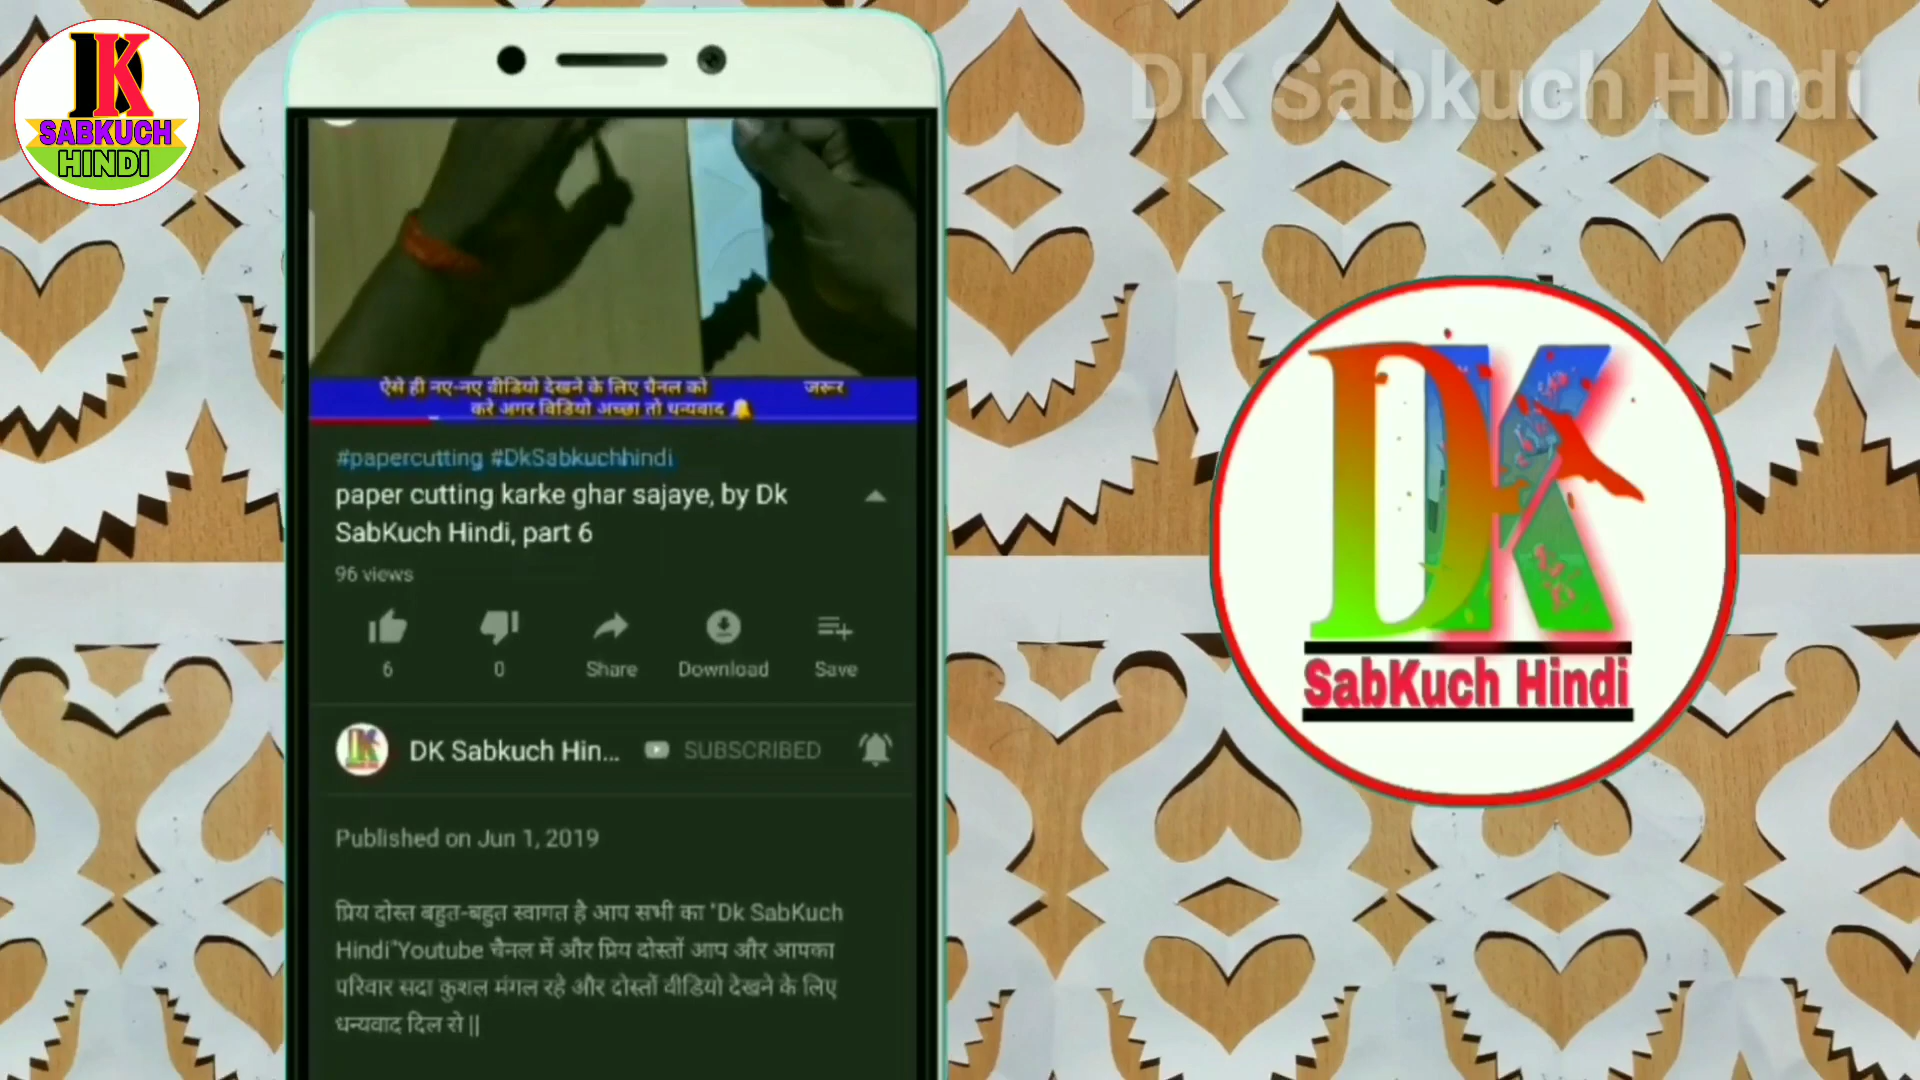 DK
SABKUCH
HINDI
DK Sabkuch Hindi
ऐसे ही नए-नए वीडियो देखने के लिए चैनल को जरूर
करे अगर विडियो अच्छा तो धन्यवाद
#papercutting #DkSabkuchhindi
paper cutting karke ghar sajaye, by Dk
SabKuch Hindi, part 6
96 views
6 0 Share Download Save
DK Sabkuch Hin... SUBSCRIBED
Published on Jun 1, 2019
प्रिय दोस्त बहुत-बहुत स्वागत है आप सभी का "Dk SabKuch
Hindi"Youtube चैनल में और प्रिय दोस्तों आप और आपका
परिवार सदा कुशल मंगल रहे और दोस्तों वीडियो देखने के लिए
धन्यवाद दिल से ||
DK
SabKuch Hindi